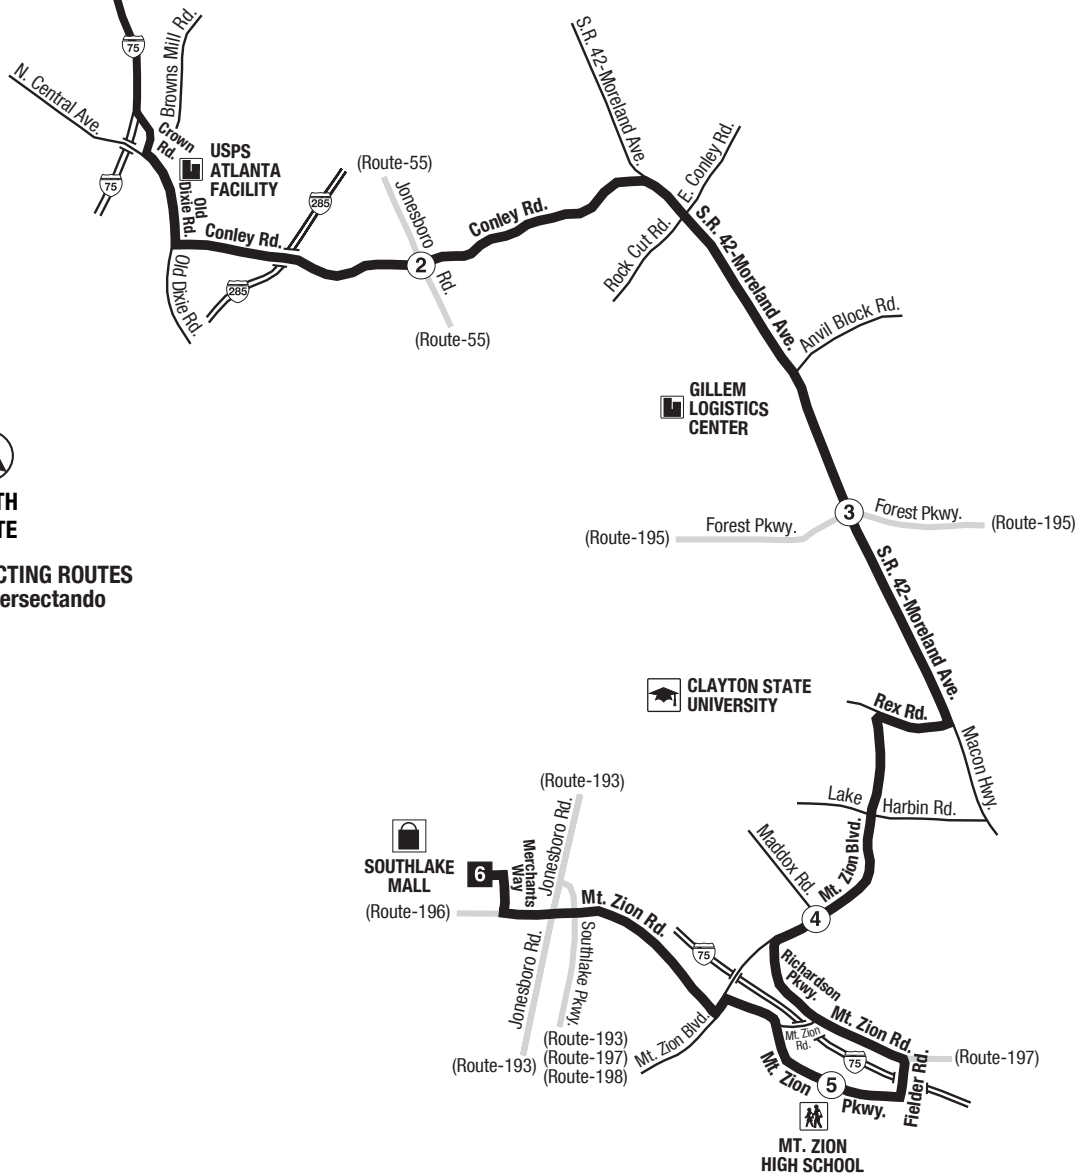 75
Browns Mill Rd.
N. Central Ave.
Crown
Rd.
75
USPS
ATLANTA
FACILITY
Old
Dixie Rd.
285
Conley Rd.
285
Old Dixie Rd.
(Route-55)
Jonesboro
2
Rd.
(Route-55)
Conley Rd.
S.R. 42-Moreland Ave.
E. Conley Rd.
Rock Cut Rd.
S.R. 42-Moreland Ave.
Anvil Block Rd.
GILLEM
LOGISTICS
CENTER
TH
TE
CTING ROUTES
ersectando
(Route-195)
Forest Pkwy.
3
Forest Pkwy.
(Route-195)
S.R. 42-Moreland Ave.
CLAYTON STATE
UNIVERSITY
Rex Rd.
Macon Hwy.
Lake
Harbin Rd.
Mt. Zion Blvd.
Maddox Rd.
4
(Route-193)
Jonesboro Rd.
SOUTHLAKE
MALL
6
Merchants
Way
(Route-196)
Mt. Zion Rd.
Jonesboro Rd.
Southlake Pkwy.
(Route-193)
(Route-193)
(Route-197)
(Route-198)
75
Mt. Zion Blvd.
Richardson
Pkwy.
Mt. Zion Rd.
Mt. Zion
Rd.
75
(Route-197)
Fielder Rd.
Mt. Zion
5
Pkwy.
MT. ZION
HIGH SCHOOL